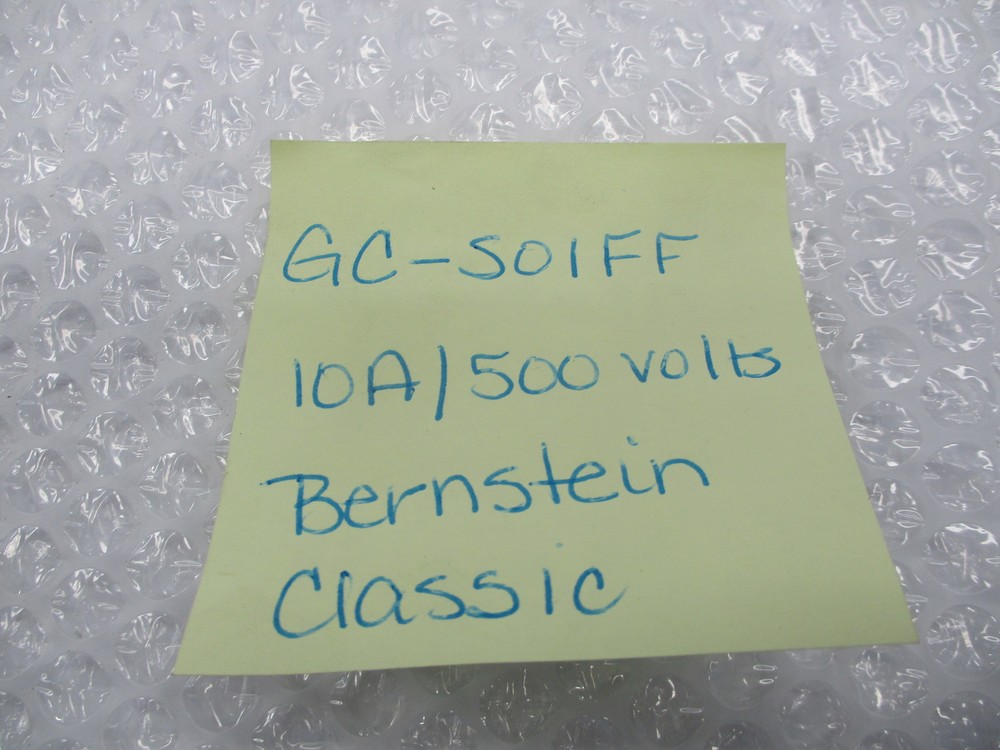 GC-S01FF
10A/500 volts
Bernstein
Classic